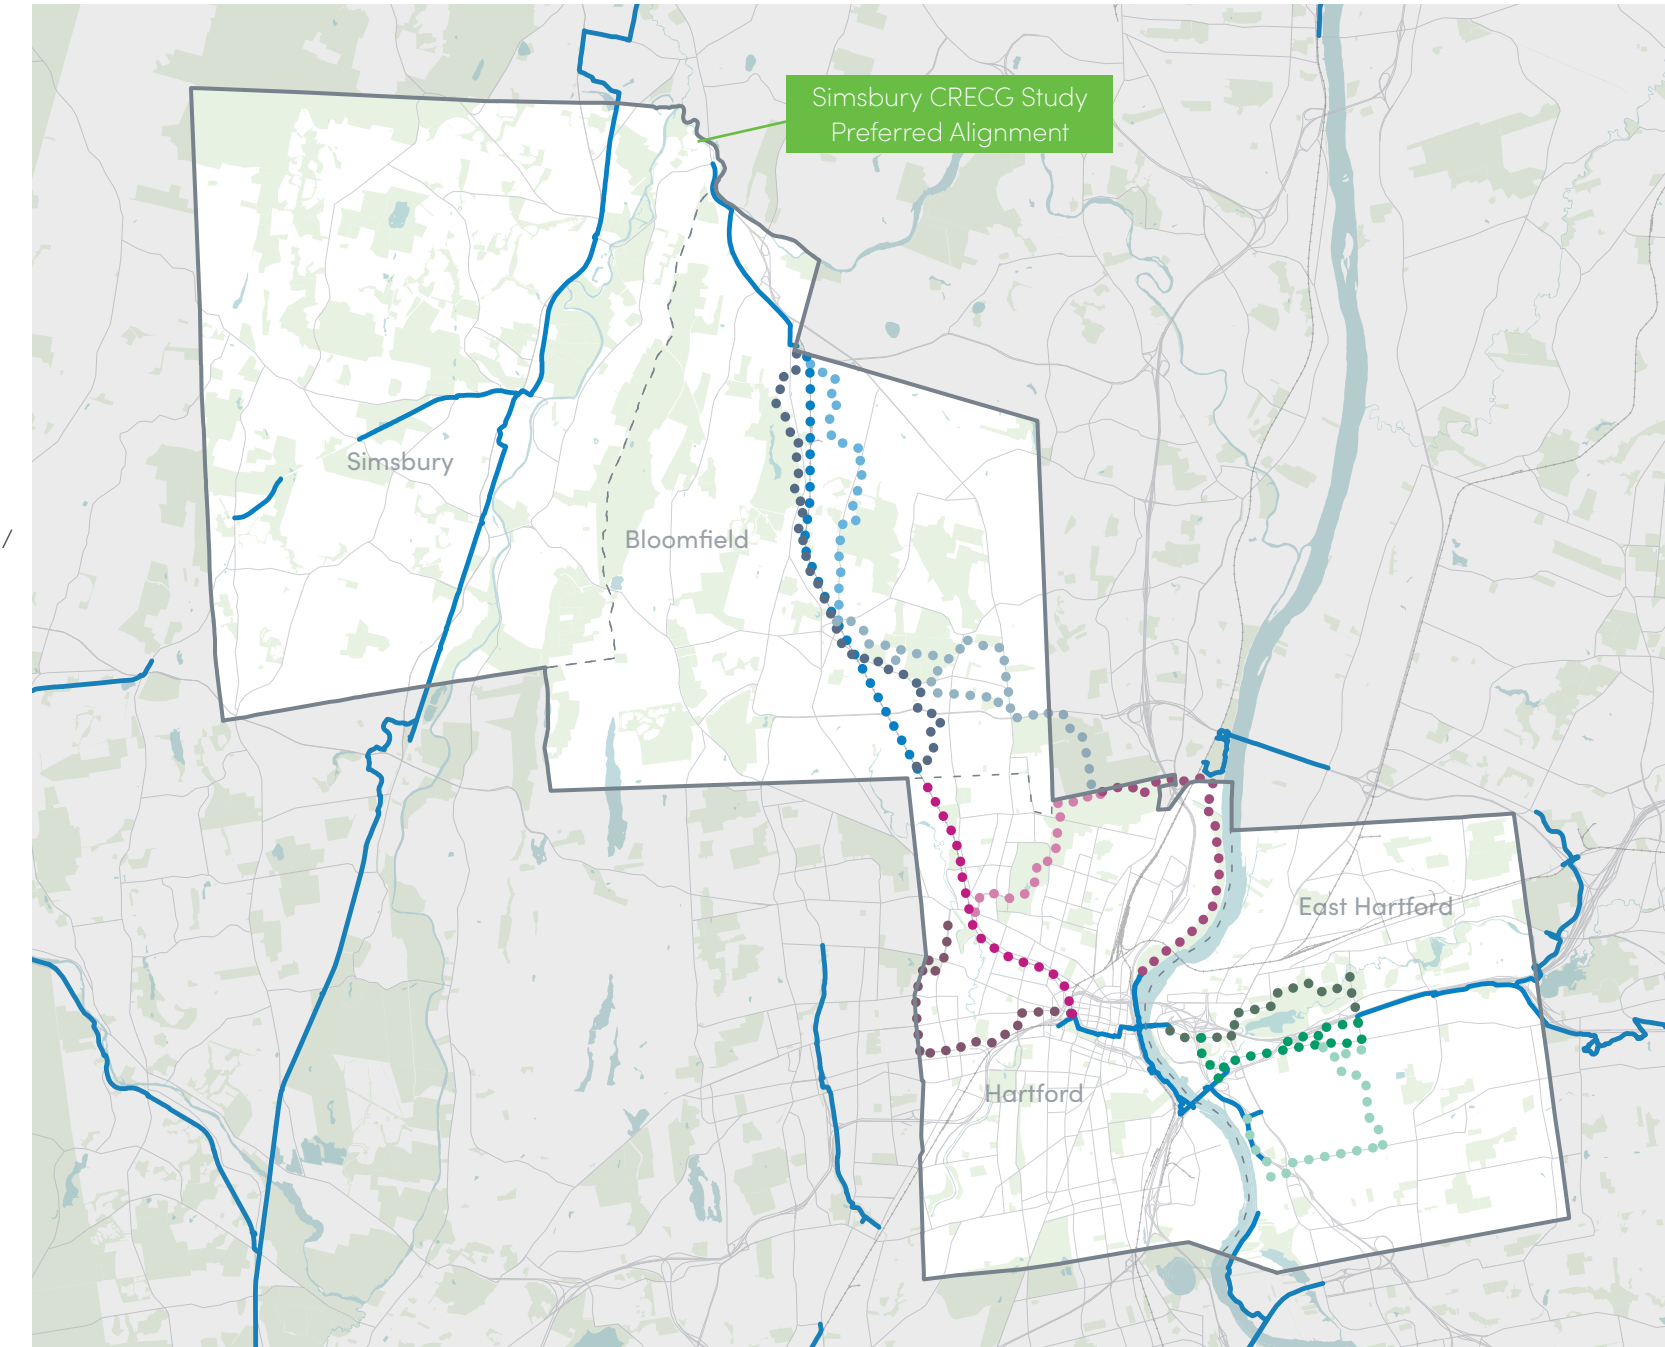 Simsbury CRECG Study
Preferred Alignment
Simsbury
/
Bloomfield
East Hartford
Hartford